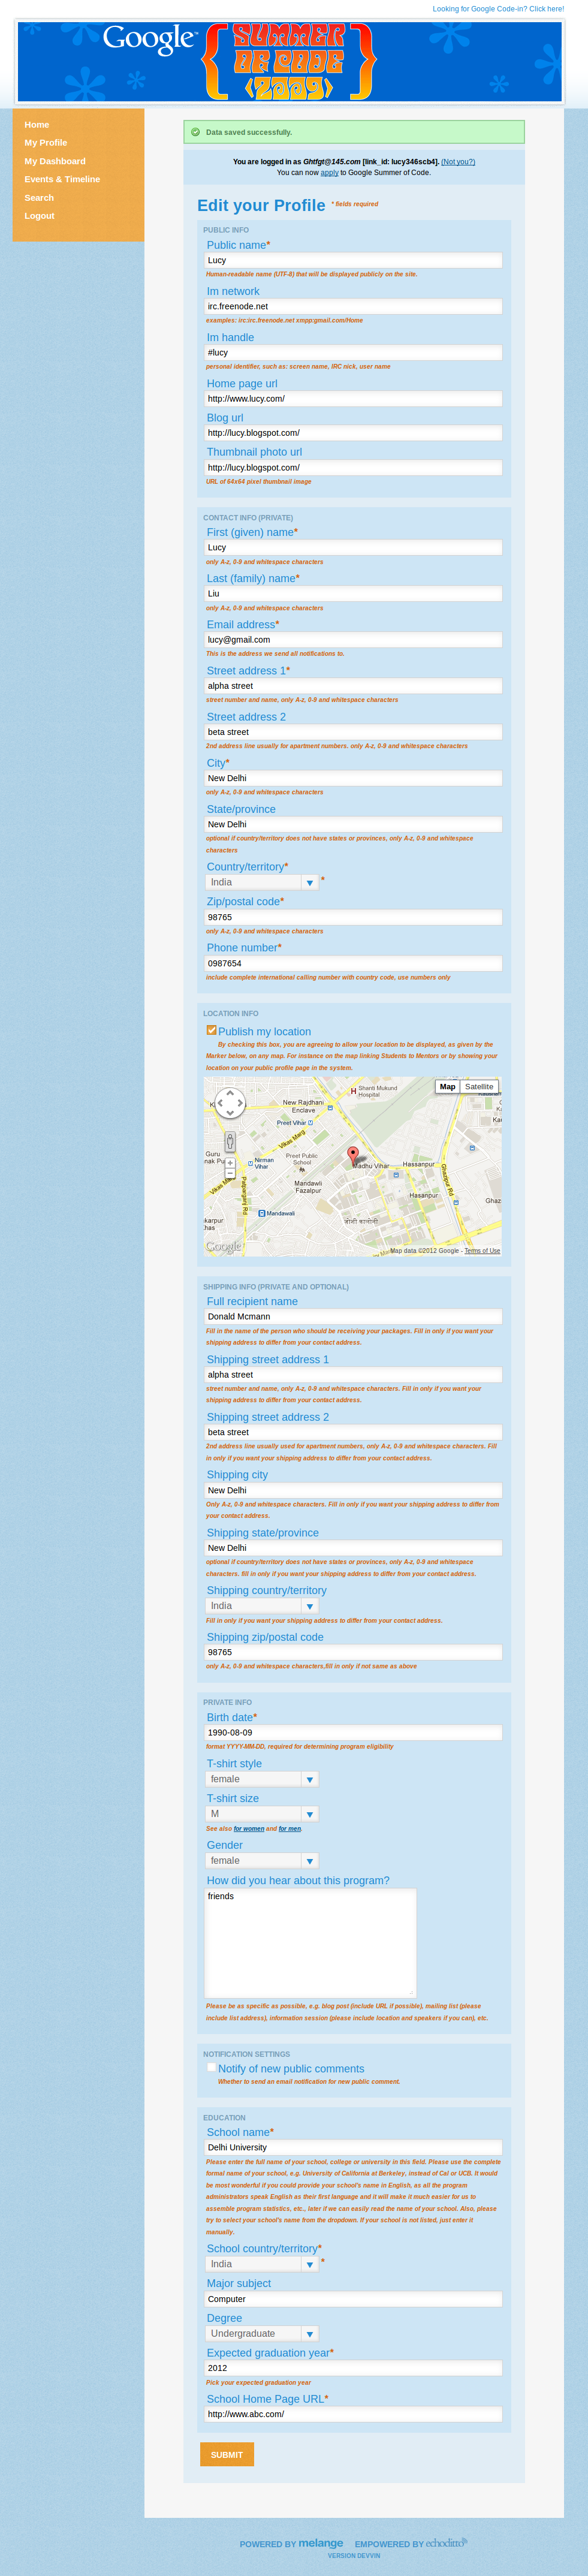 Looking for Google Code-in? Click here!
Google
SUMMER
OF CODE
2009
Home
My Profile
My Dashboard
Events & Timeline
Search
Logout
Data saved successfully.
You are logged in as Ghtfgt@145.com [link_id: lucy346scb4]. (Not you?)
You can now apply to Google Summer of Code.
Edit your Profile * fields required
PUBLIC INFO
Public name*
Lucy
Human-readable name (UTF-8) that will be displayed publicly on the site.
Im network
irc.freenode.net
examples: irc:irc.freenode.net xmpp:gmail.com/Home
Im handle
#lucy
personal identifier, such as: screen name, IRC nick, user name
Home page url
http://www.lucy.com/
Blog url
http://lucy.blogspot.com/
Thumbnail photo url
http://lucy.blogspot.com/
URL of 64x64 pixel thumbnail image
CONTACT INFO (PRIVATE)
First (given) name*
Lucy
only A-z, 0-9 and whitespace characters
Last (family) name*
Liu
only A-z, 0-9 and whitespace characters
Email address*
lucy@gmail.com
This is the address we send all notifications to.
Street address 1*
alpha street
street number and name, only A-z, 0-9 and whitespace characters
Street address 2
beta street
2nd address line usually for apartment numbers. only A-z, 0-9 and whitespace characters
City*
New Delhi
only A-z, 0-9 and whitespace characters
State/province
New Delhi
optional if country/territory does not have states or provinces, only A-z, 0-9 and whitespace
characters
Country/territory*
India *
Zip/postal code*
98765
only A-z, 0-9 and whitespace characters
Phone number*
0987654
include complete international calling number with country code, use numbers only
LOCATION INFO
Publish my location
By checking this box, you are agreeing to allow your location to be displayed, as given by the
Marker below, on any map. For instance on the map linking Students to Mentors or by showing your
location on your public profile page in the system.
Map Satellite
Shanti Mukund
Hospital
New Rajdhani
Enclave
Preet Vihar
Vikas Marg
Nirman
Vihar
Preet Public
School
Madhu Vihar
Hassanpur
Mandawli
Fazalpur
Hasanpur
Mandawali
Ghazipur Rd
Patparganj Rd
Google
Map data ©2012 Google - Terms of Use
SHIPPING INFO (PRIVATE AND OPTIONAL)
Full recipient name
Donald Mcmann
Fill in the name of the person who should be receiving your packages. Fill in only if you want your
shipping address to differ from your contact address.
Shipping street address 1
alpha street
street number and name, only A-z, 0-9 and whitespace characters. Fill in only if you want your
shipping address to differ from your contact address.
Shipping street address 2
beta street
2nd address line usually used for apartment numbers, only A-z, 0-9 and whitespace characters. Fill
in only if you want your shipping address to differ from your contact address.
Shipping city
New Delhi
Only A-z, 0-9 and whitespace characters. Fill in only if you want your shipping address to differ from
your contact address.
Shipping state/province
New Delhi
optional if country/territory does not have states or provinces, only A-z, 0-9 and whitespace
characters. fill in only if you want your shipping address to differ from your contact address.
Shipping country/territory
India
Fill in only if you want your shipping address to differ from your contact address.
Shipping zip/postal code
98765
only A-z, 0-9 and whitespace characters,fill in only if not same as above
PRIVATE INFO
Birth date*
1990-08-09
format YYYY-MM-DD, required for determining program eligibility
T-shirt style
female
T-shirt size
M
See also for women and for men.
Gender
female
How did you hear about this program?
friends
Please be as specific as possible, e.g. blog post (include URL if possible), mailing list (please
include list address), information session (please include location and speakers if you can), etc.
NOTIFICATION SETTINGS
Notify of new public comments
Whether to send an email notification for new public comment.
EDUCATION
School name*
Delhi University
Please enter the full name of your school, college or university in this field. Please use the complete
formal name of your school, e.g. University of California at Berkeley, instead of Cal or UCB. It would
be most wonderful if you could provide your school's name in English, as all the program
administrators speak English as their first language and it will make it much easier for us to
assemble program statistics, etc., later if we can easily read the name of your school. Also, please
try to select your school's name from the dropdown. If your school is not listed, just enter it
manually.
School country/territory*
India *
Major subject
Computer
Degree
Undergraduate
Expected graduation year*
2012
Pick your expected graduation year
School Home Page URL*
http://www.abc.com/
SUBMIT
POWERED BY melange EMPOWERED BY echoditto
VERSION DEVVIN